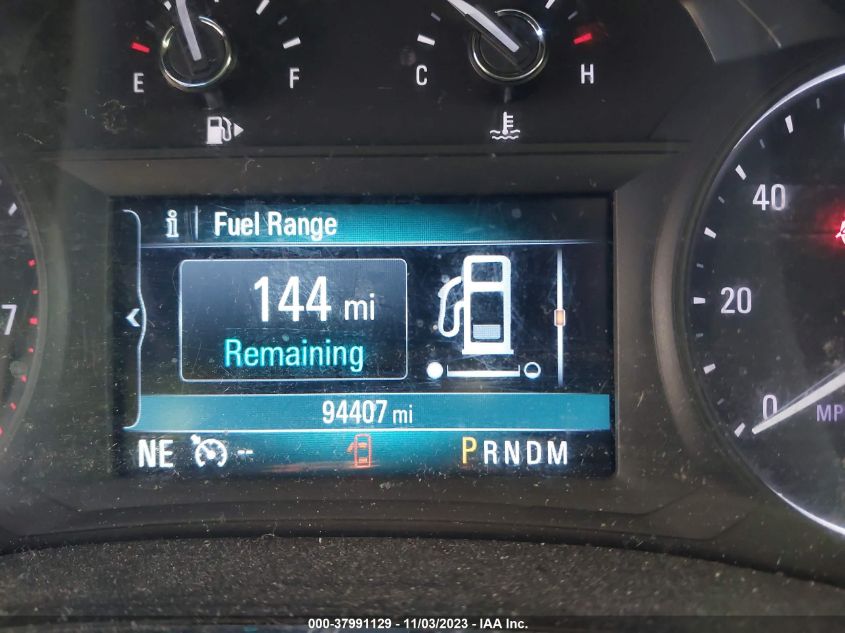 E F
C H
Fuel Range
144 mi
Remaining
94407 mi
NE -- PRNDM
7
40
20
0
000-37991129 - 11/03/2023 - IAA Inc.